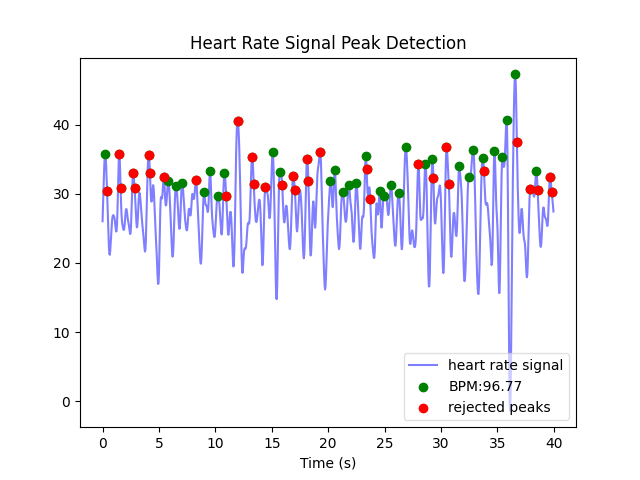 Heart Rate Signal Peak Detection
40
30
20
10
0
heart rate signal
BPM:96.77
rejected peaks
0 5 10 15 20 25 30 35 40
Time (s)